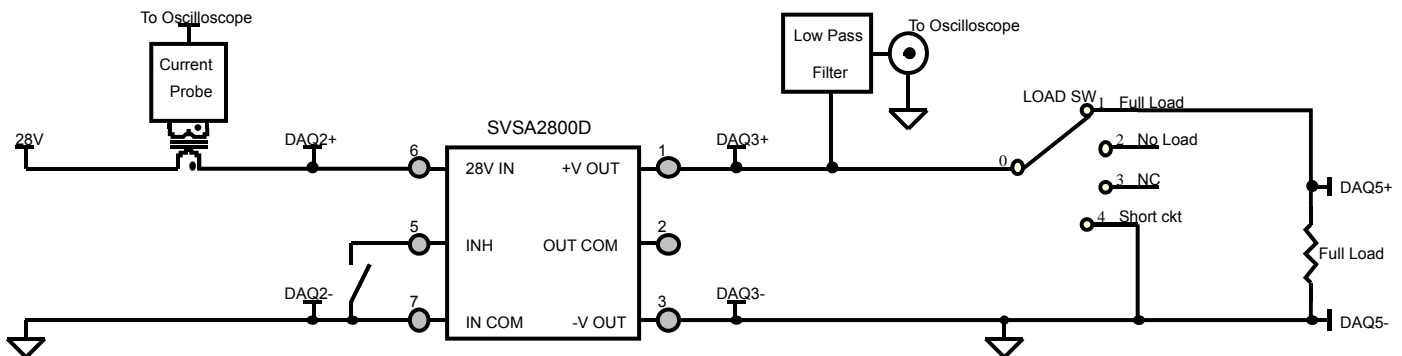 To Oscilloscope
Current
Probe
28V
DAQ2+
DAQ2-
SVSA2800D
6
28V IN
5
INH
7
IN COM
+V OUT
1
OUT COM
2
-V OUT
3
DAQ3+
DAQ3-
Low Pass
Filter
To Oscilloscope
LOAD SW
0
1 Full Load
2 No Load
3 NC
4 Short ckt
DAQ5+
Full Load
DAQ5-